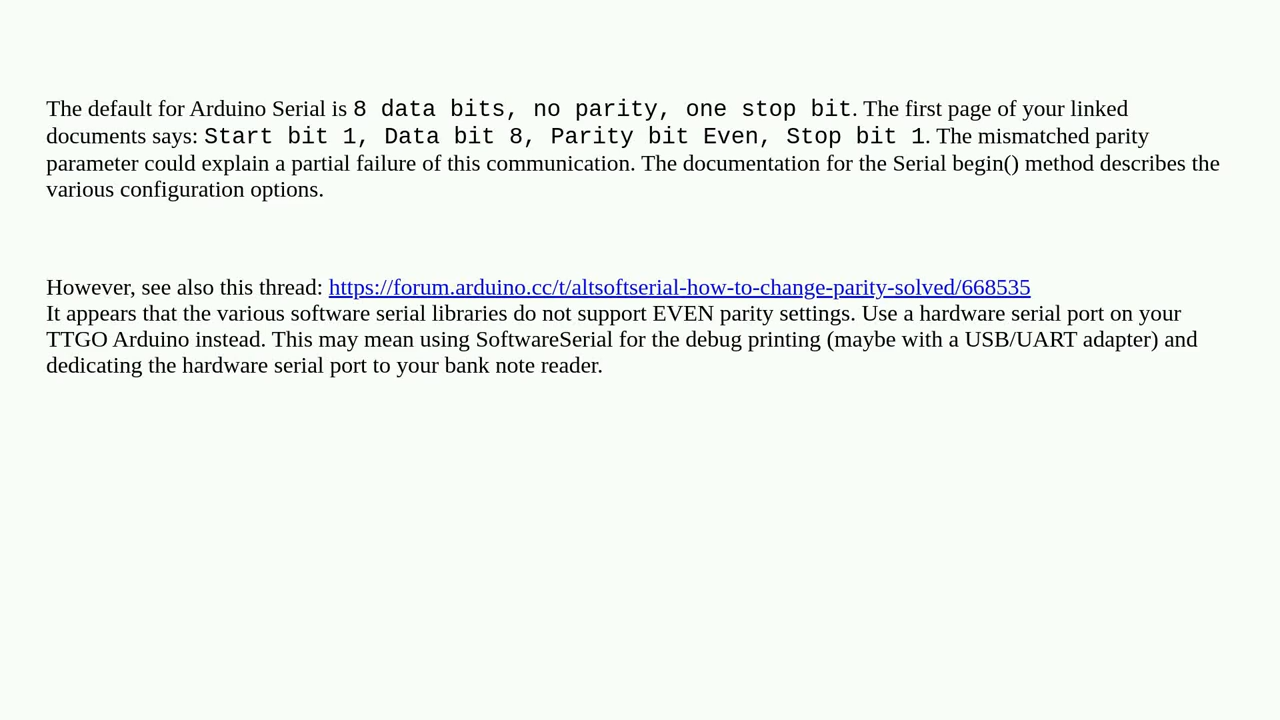 The default for Arduino Serial is 8 data bits, no parity, one stop bit. The first page of your linked
documents says: Start bit 1, Data bit 8, Parity bit Even, Stop bit 1. The mismatched parity
parameter could explain a partial failure of this communication. The documentation for the Serial begin() method describes the
various configuration options.
However, see also this thread: https://forum.arduino.cc/t/altsoftserial-how-to-change-parity-solved/668535
It appears that the various software serial libraries do not support EVEN parity settings. Use a hardware serial port on your
TTGO Arduino instead. This may mean using SoftwareSerial for the debug printing (maybe with a USB/UART adapter) and
dedicating the hardware serial port to your bank note reader.